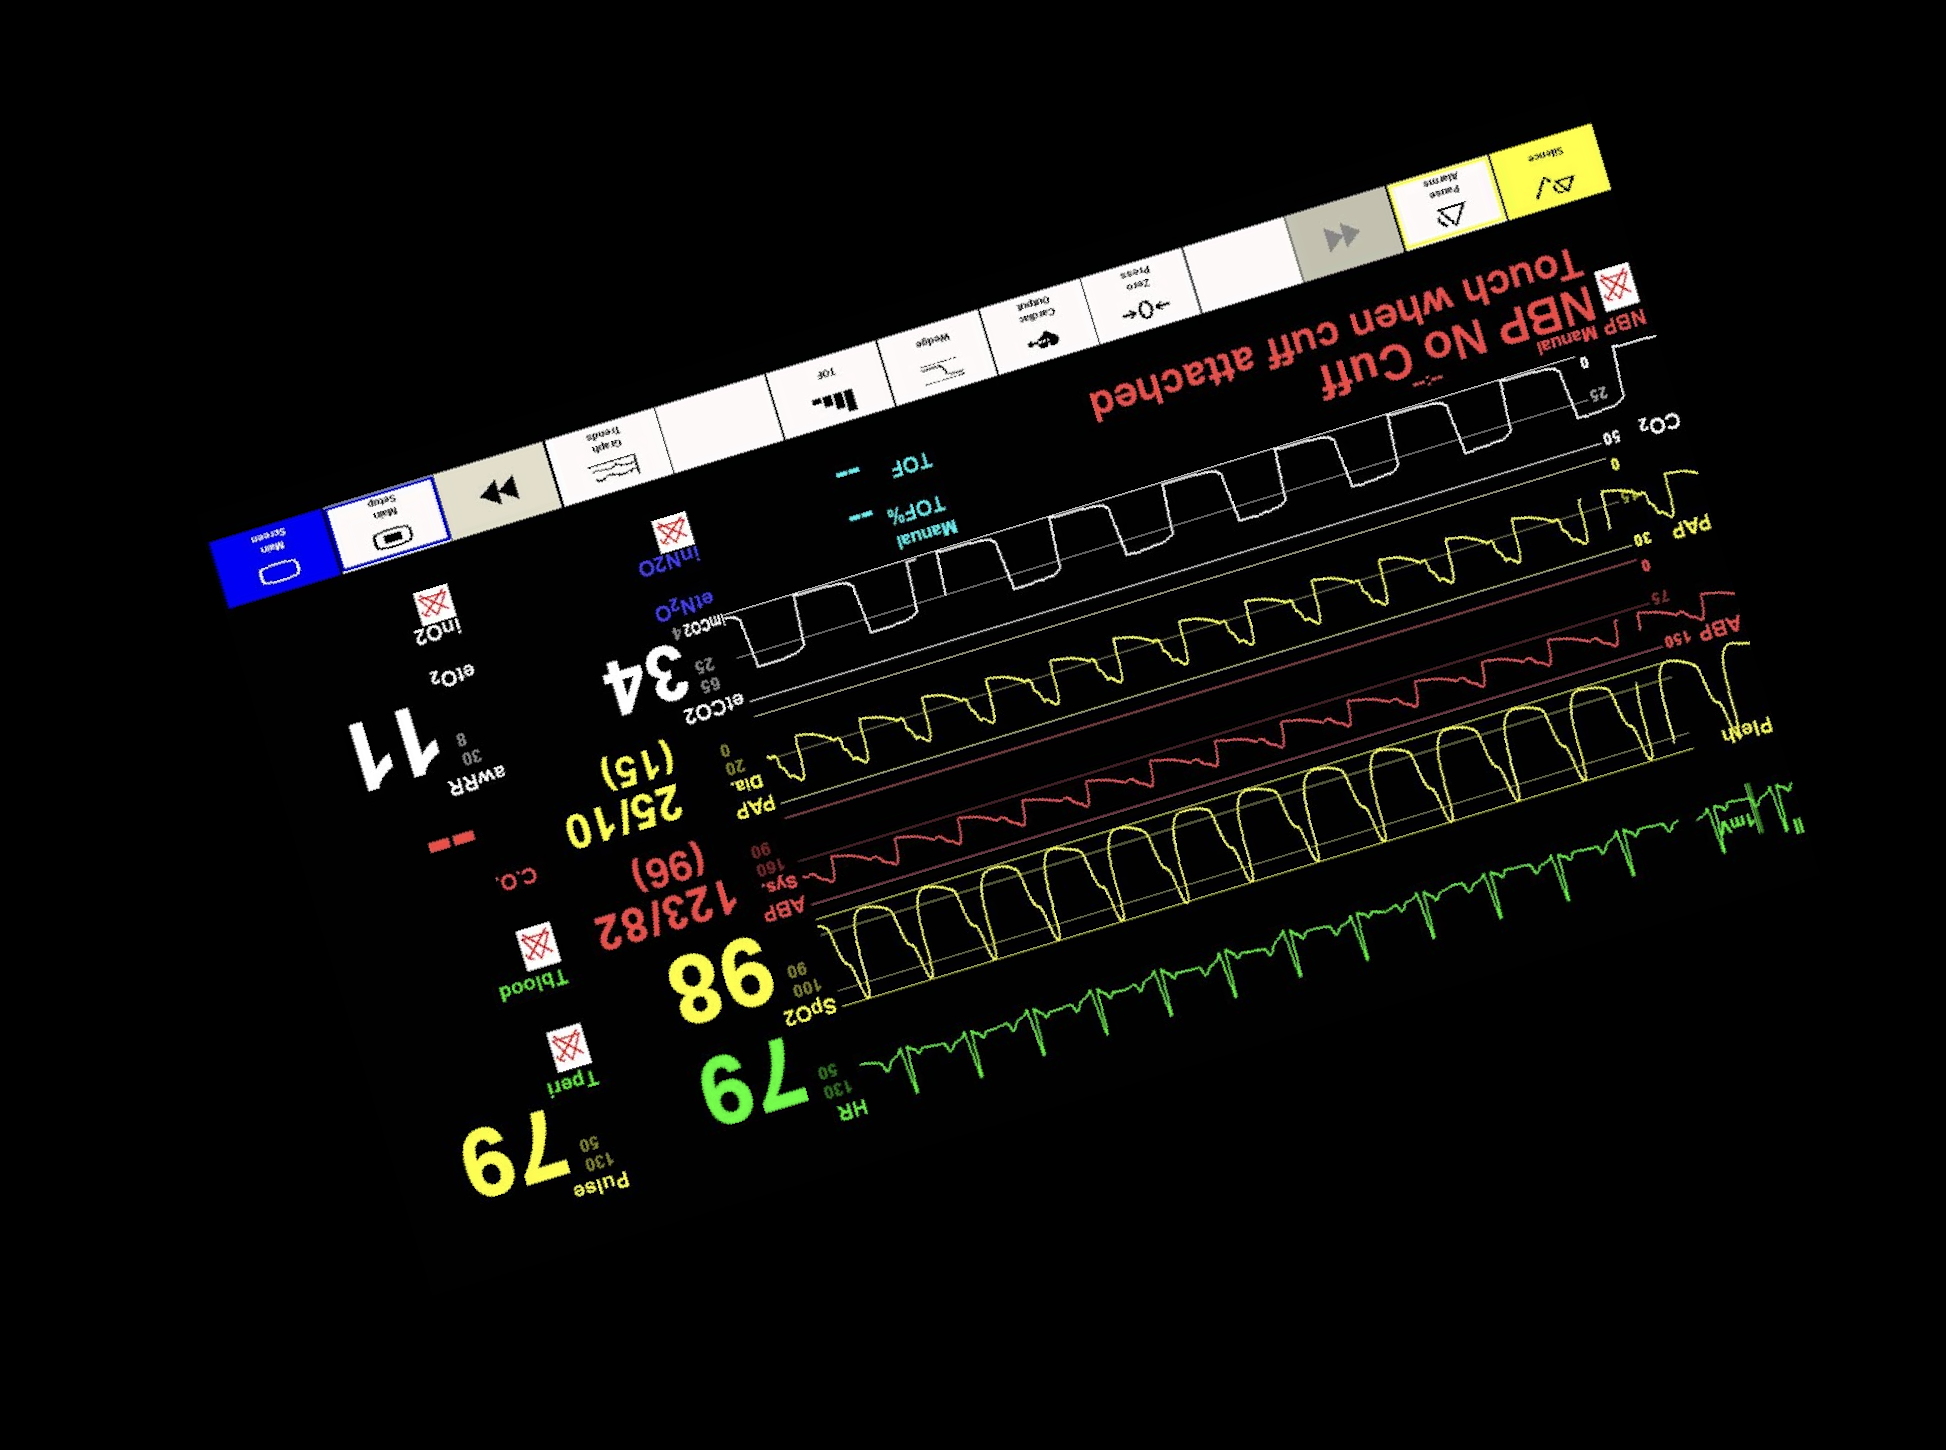 II
1mV
HR
130
50
79
Pulse
130
50
79
Pleth
SpO2
100
90
98
Tperi
Tblood
ABP
150
75
0
ABP
Sys.
160
90
123/82
(96)
C.O.
--
PAP
30
15
0
PAP
Dia.
20
0
25/10
(15)
awRR
30
8
11
CO2
50
25
0
etCO2
65
25
34
imCO2 4
etO2
inO2
etN2O
inN2O
NBP
Manual
-:--
NBP No Cuff
Touch when cuff attached
Manual
TOF% --
TOF --
Silence
Pause
Alarms
Zero
Press
Cardiac
Output
Wedge
TOF
Graph
Trends
Main
Setup
Main
Screen